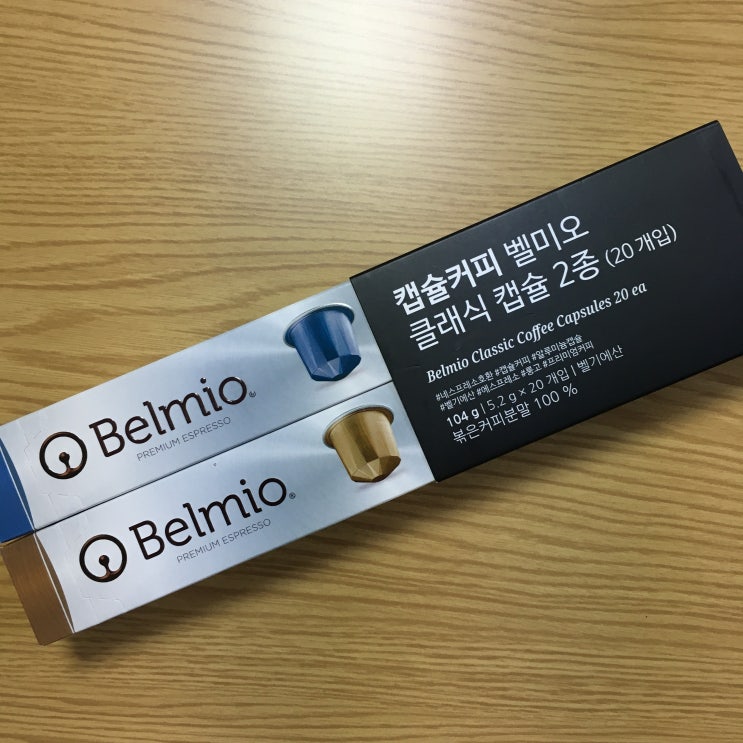 Belmio®
PREMIUM ESPRESSO
Belmio®
PREMIUM ESPRESSO
캡슐커피 벨미오
클래식 캡슐 2종 (20 개입)
Belmio Classic Coffee Capsules 20 ea
#네스프레소호환 #캡슐커피 #알루미늄캡슐
#벨기에산 #에스프레소 #룽고 #프리미엄커피
104 g | 5.2 g x 20 개입 | 벨기에산
볶은커피분말 100 %